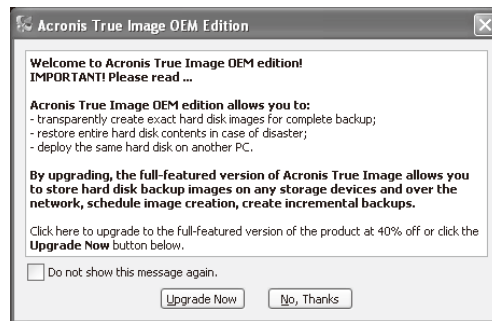 Acronis True Image OEM Edition
Welcome to Acronis True Image OEM edition!
IMPORTANT! Please read ...
Acronis True Image OEM edition allows you to:
- transparently create exact hard disk images for complete backup;
- restore entire hard disk contents in case of disaster;
- deploy the same hard disk on another PC.
By upgrading, the full-featured version of Acronis True Image allows you
to store hard disk backup images on any storage devices and over the
network, schedule image creation, create incremental backups.
Click here to upgrade to the full-featured version of the product at 40% off or click the
Upgrade Now button below.
Do not show this message again.
Upgrade Now No, Thanks